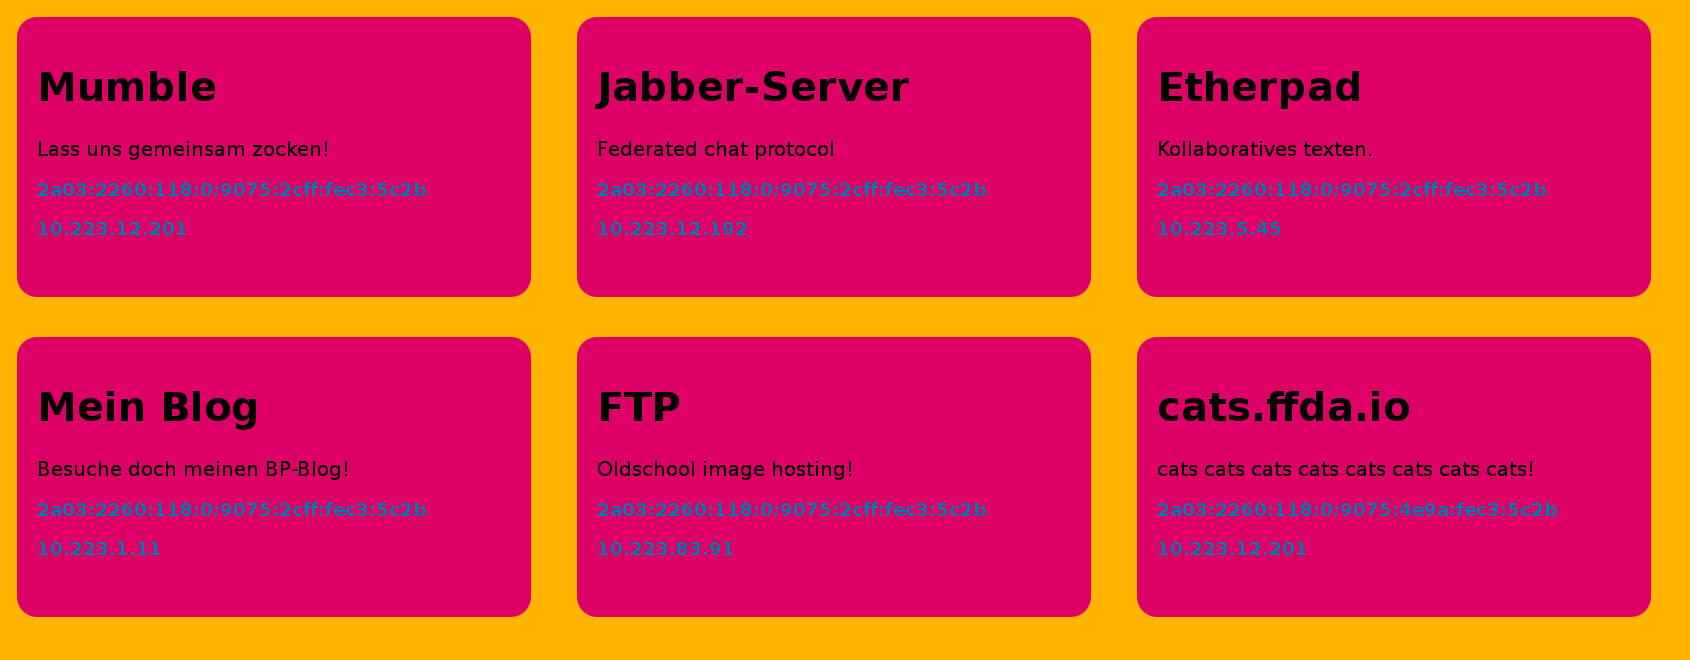 Mumble
Lass uns gemeinsam zocken!
2a03:2260:118:0:9075:2cff:fec3:5c2b
10.223.12.201
Jabber-Server
Federated chat protocol
2a03:2260:118:0:9075:2cff:fec3:5c2b
10.223.12.192
Etherpad
Kollaboratives texten.
2a03:2260:118:0:9075:2cff:fec3:5c2b
10.223.5.45
Mein Blog
Besuche doch meinen BP-Blog!
2a03:2260:118:0:9075:2cff:fec3:5c2b
10.223.1.11
FTP
Oldschool image hosting!
2a03:2260:118:0:9075:2cff:fec3:5c2b
10.223.83.91
cats.ffda.io
cats cats cats cats cats cats cats cats!
2a03:2260:118:0:9075:4e9a:fec3:5c2b
10.223.12.201